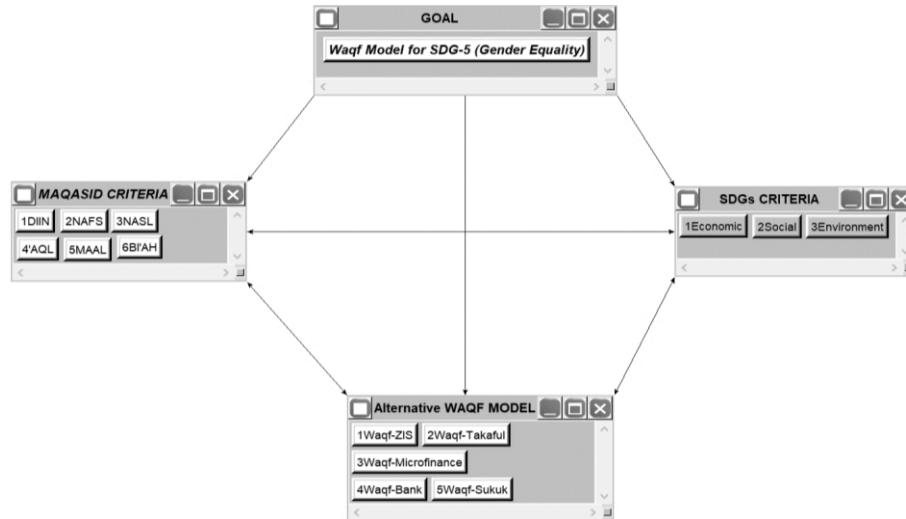 GOAL
Waqf Model for SDG-5 (Gender Equality)
MAQASID CRITERIA
1DIIN 2NAFS 3NASL
4'AQL 5MAAL 6BI'AH
SDGs CRITERIA
1Economic 2Social 3Environment
Alternative WAQF MODEL
1Waqf-ZIS 2Waqf-Takaful
3Waqf-Microfinance
4Waqf-Bank 5Waqf-Sukuk